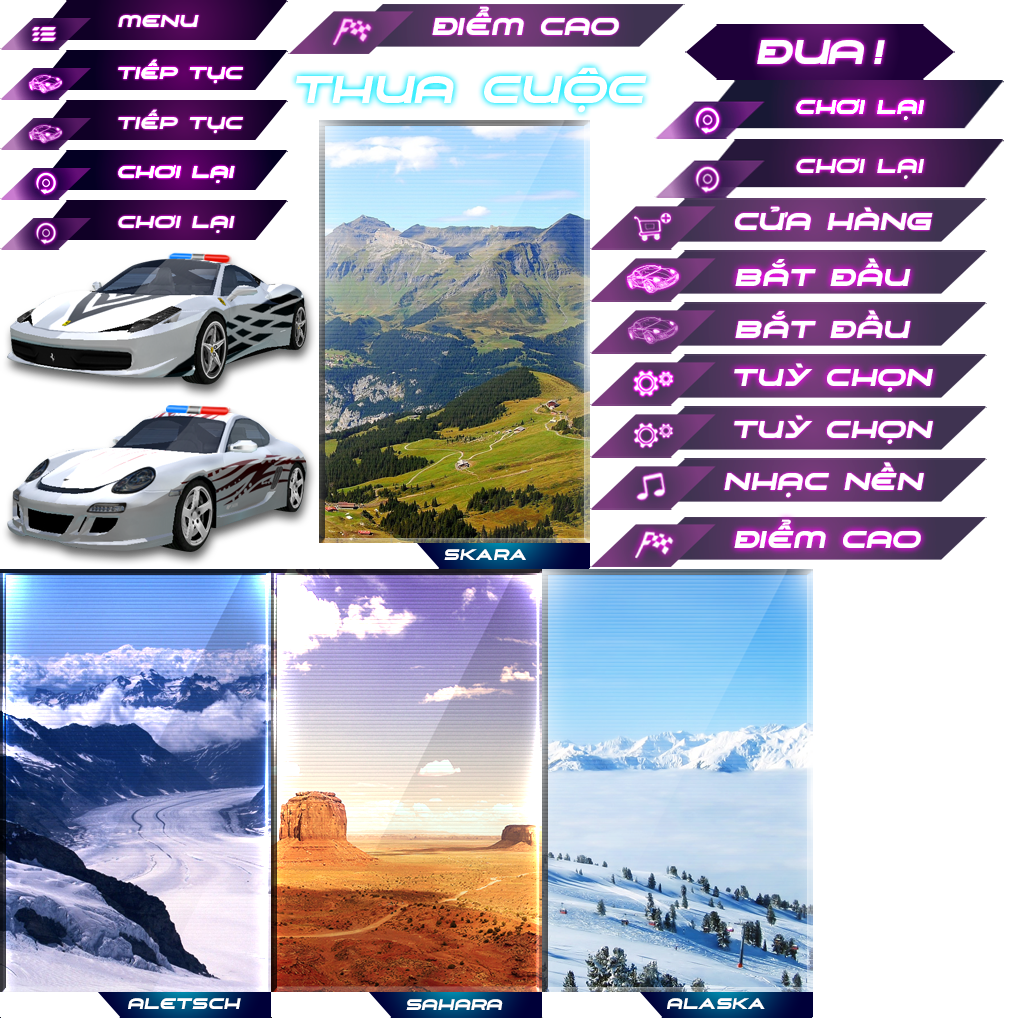 MENU
TIẾP TỤC
TIẾP TỤC
CHƠI LẠI
CHƠI LẠI
ĐIỂM CAO
THUA CUỘC
ĐUA!
CHƠI LẠI
CHƠI LẠI
CỬA HÀNG
BẮT ĐẦU
BẮT ĐẦU
TUỲ CHỌN
TUỲ CHỌN
NHẠC NỀN
ĐIỂM CAO
SKARA
ALETSCH
SAHARA
ALASKA